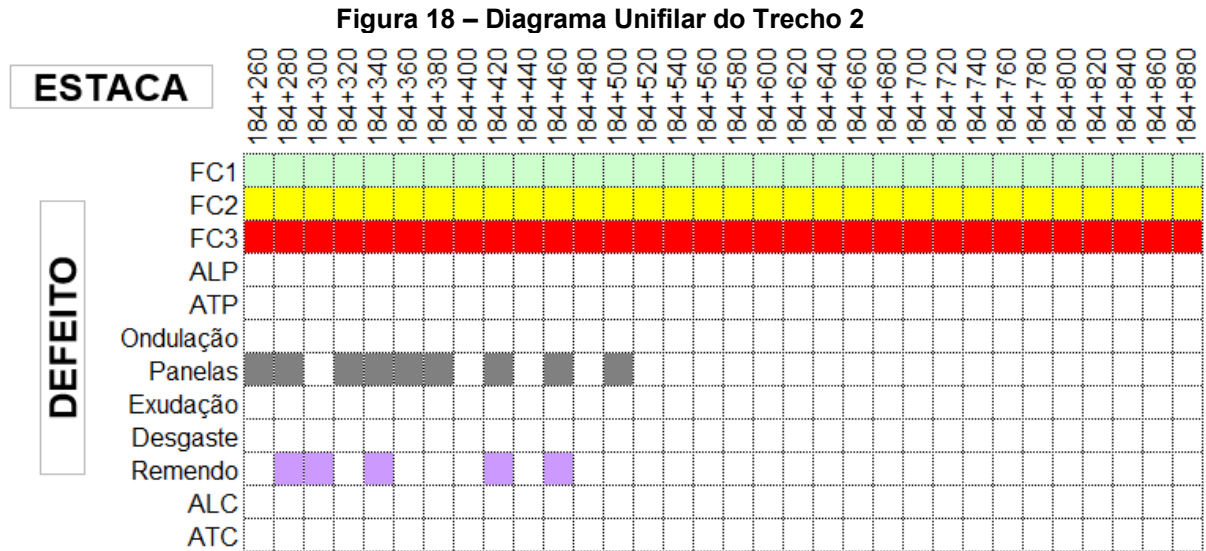 Figura 18 – Diagrama Unifilar do Trecho 2
ESTACA
184+260
184+280
184+300
184+320
184+340
184+360
184+380
184+400
184+420
184+440
184+460
184+480
184+500
184+520
184+540
184+560
184+580
184+600
184+620
184+640
184+660
184+680
184+700
184+720
184+740
184+760
184+780
184+800
184+820
184+840
184+860
184+880
DEFEITO
FC1
FC2
FC3
ALP
ATP
Ondulação
Panelas
Exudação
Desgaste
Remendo
ALC
ATC